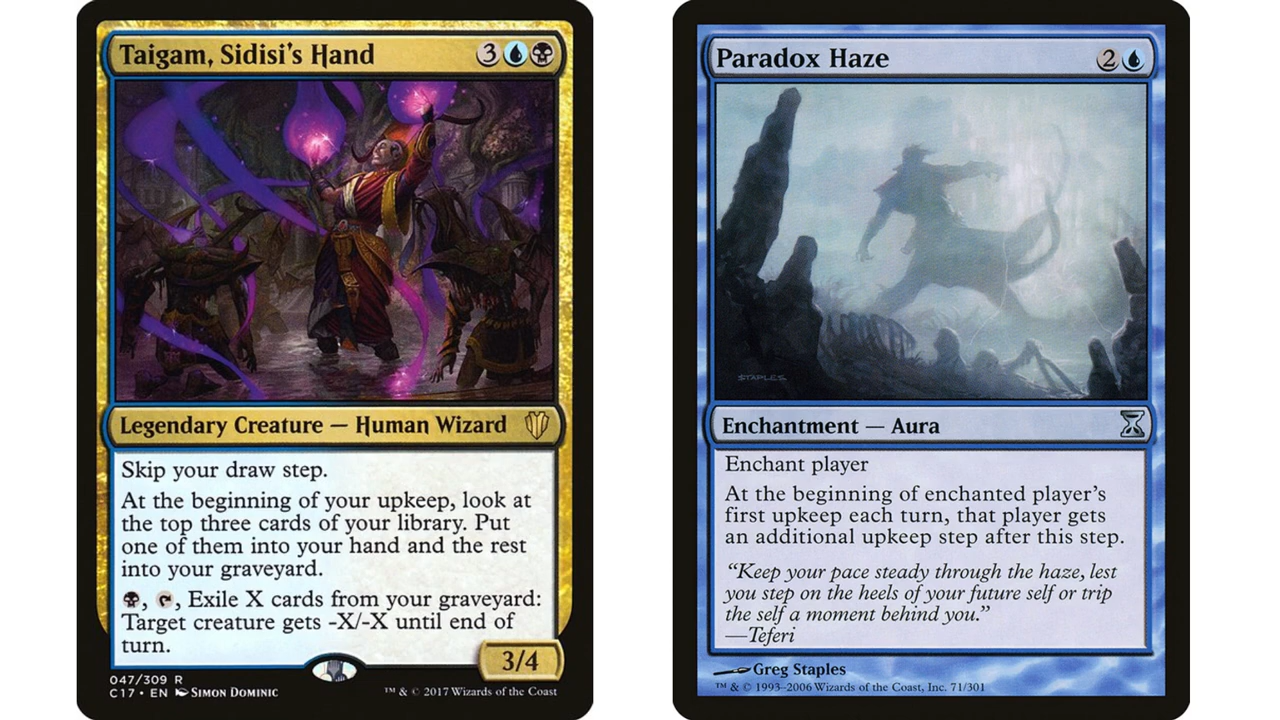 Taigam, Sidisi's Hand
3
Legendary Creature — Human Wizard
Skip your draw step.
At the beginning of your upkeep, look at
the top three cards of your library. Put
one of them into your hand and the rest
into your graveyard.
, , Exile X cards from your graveyard:
Target creature gets -X/-X until end of
turn.
3/4
047/309 R
C17 • EN SIMON DOMINIC
™ & © 2017 Wizards of the Coast
Paradox Haze
2
STAPLES
Enchantment — Aura
Enchant player
At the beginning of enchanted player's
first upkeep each turn, that player gets
an additional upkeep step after this step.
"Keep your pace steady through the haze, lest
you step on the heels of your future self or trip
the self a moment behind you."
—Teferi
Greg Staples
™ & © 1993–2006 Wizards of the Coast, Inc. 71/301